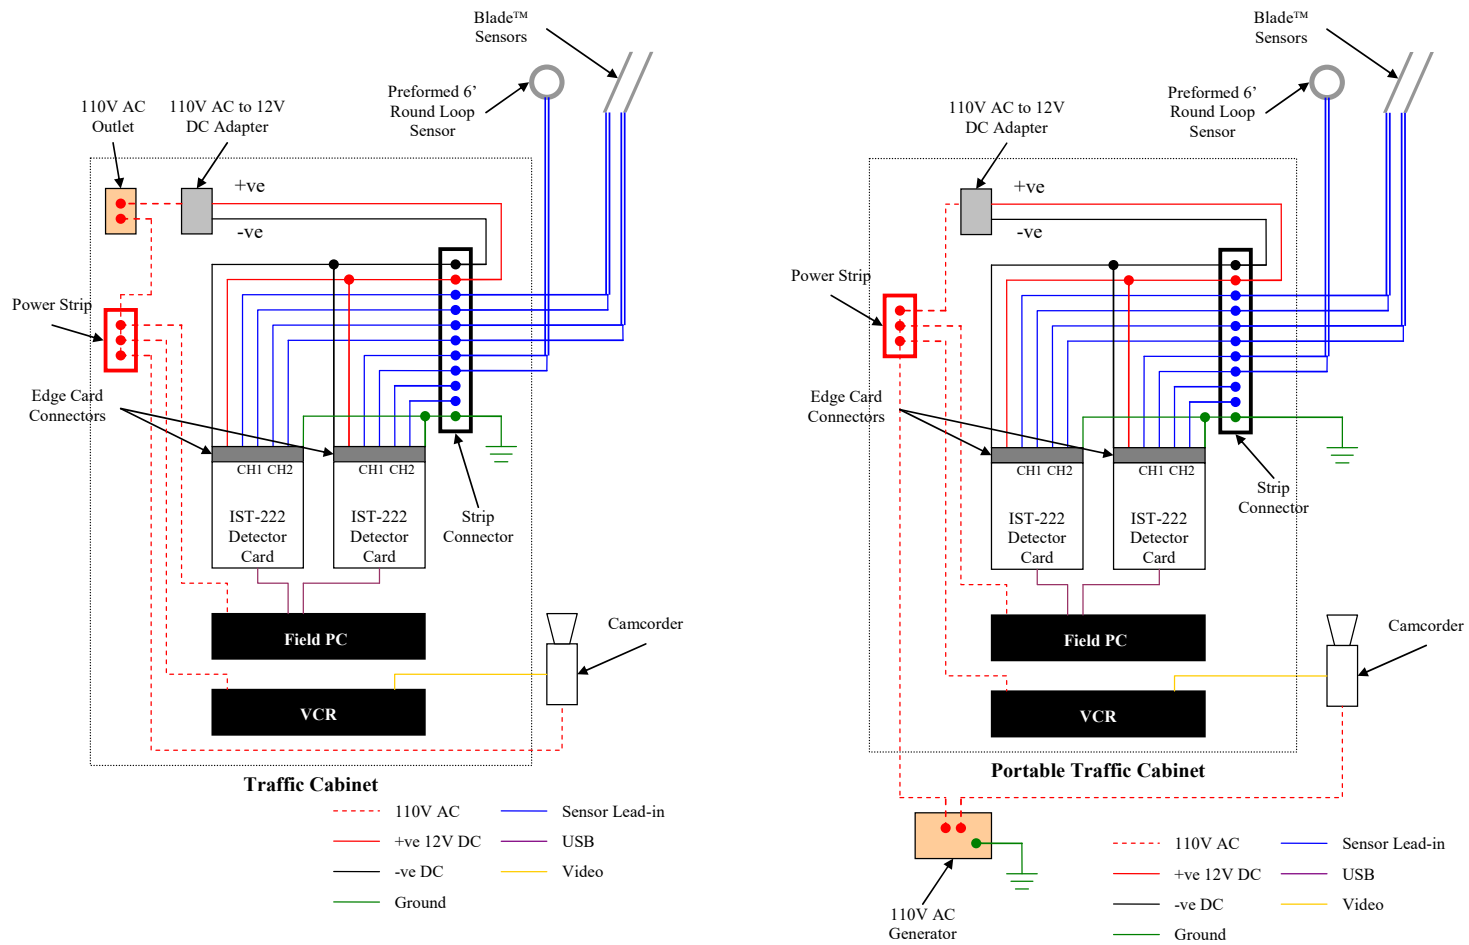 Blade™
Sensors
Preformed 6’
Round Loop
Sensor
110V AC
Outlet
110V AC to 12V
DC Adapter
+ve
-ve
Power Strip
Edge Card
Connectors
CH1 CH2
CH1 CH2
IST-222
Detector
Card
IST-222
Detector
Card
Strip
Connector
Field PC
Camcorder
VCR
Traffic Cabinet
110V AC
Sensor Lead-in
+ve 12V DC
USB
-ve DC
Video
Ground
Blade™
Sensors
Preformed 6’
Round Loop
Sensor
110V AC to 12V
DC Adapter
+ve
-ve
Power Strip
Edge Card
Connectors
CH1 CH2
CH1 CH2
IST-222
Detector
Card
IST-222
Detector
Card
Strip
Connector
Field PC
Camcorder
VCR
Portable Traffic Cabinet
110V AC
Generator
110V AC
Sensor Lead-in
+ve 12V DC
USB
-ve DC
Video
Ground